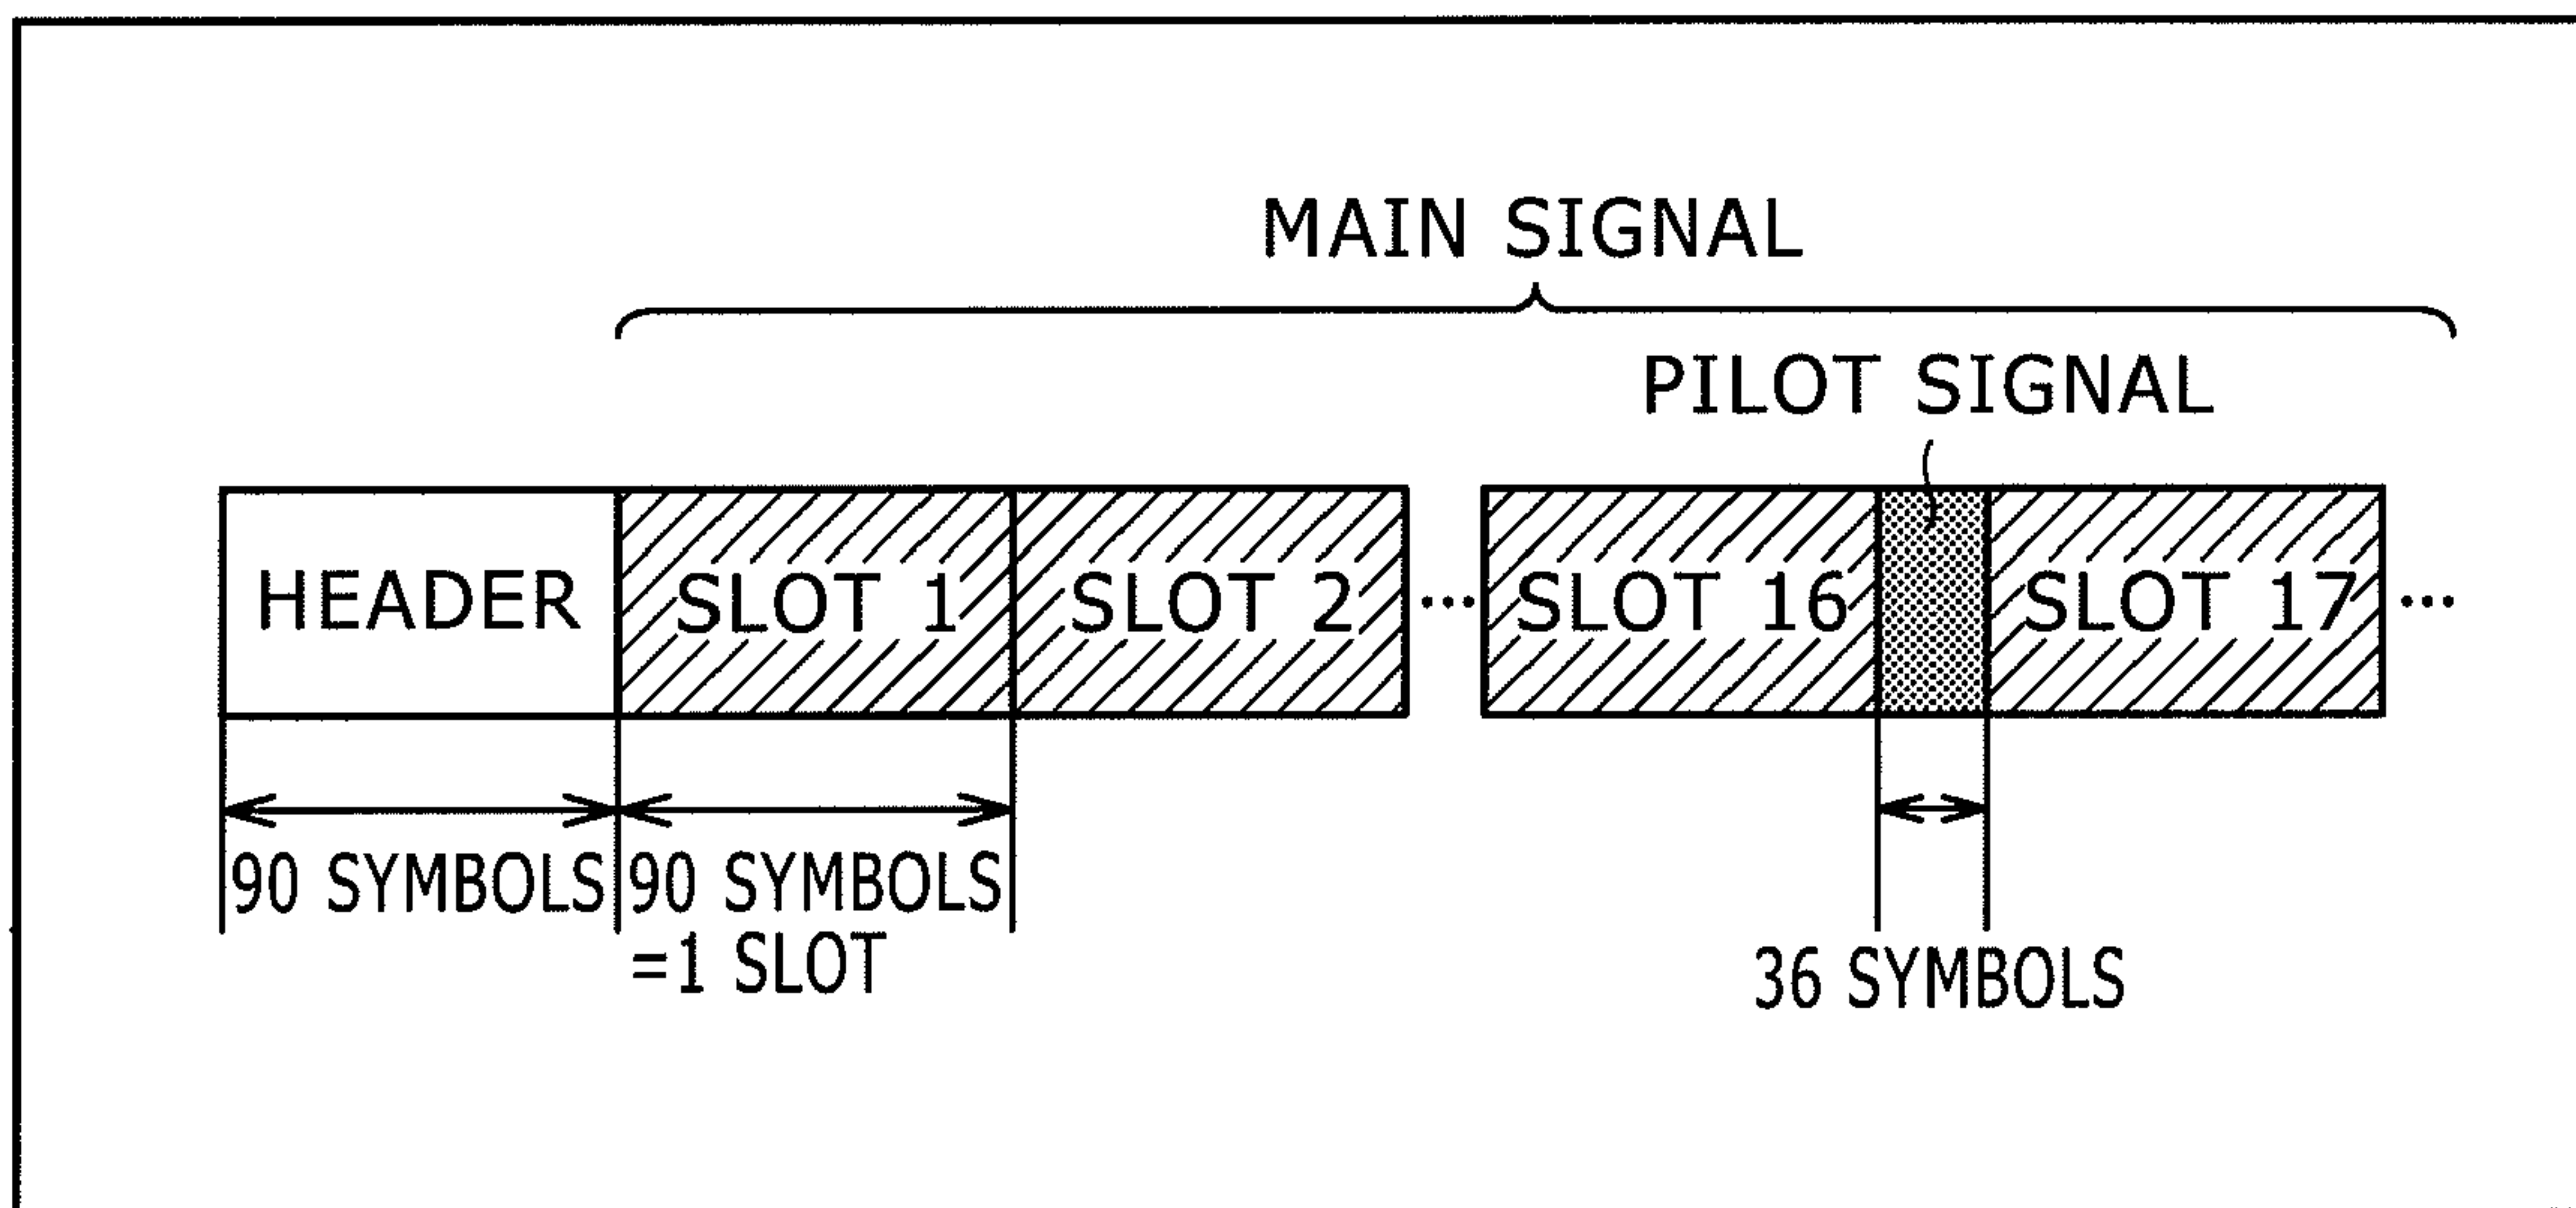 MAIN SIGNAL
PILOT SIGNAL
HEADER
SLOT 1
SLOT 2
...
SLOT 16
SLOT 17
...
90 SYMBOLS
90 SYMBOLS
=1 SLOT
36 SYMBOLS